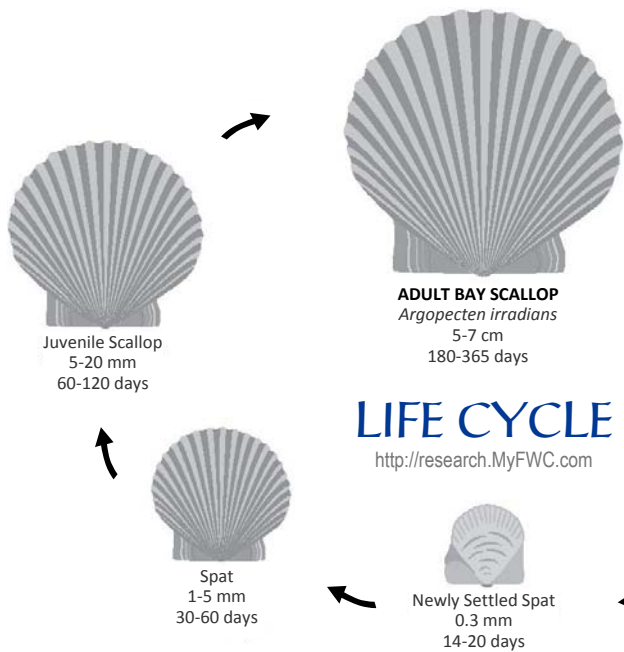 ADULT BAY SCALLOP
Argopecten irradians
5-7 cm
180-365 days
Juvenile Scallop
5-20 mm
60-120 days
LIFE CYCLE
http://research.MyFWC.com
Spat
1-5 mm
30-60 days
Newly Settled Spat
0.3 mm
14-20 days